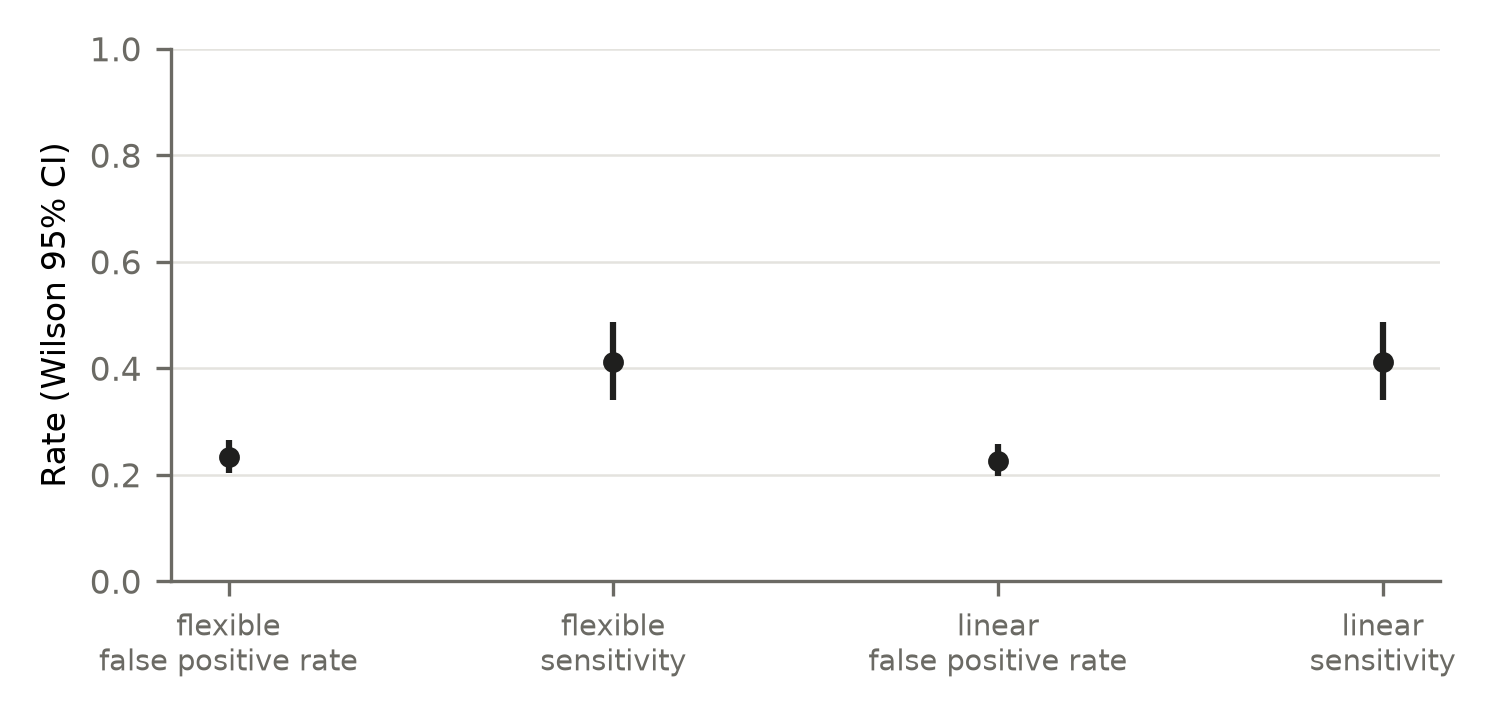 Rate (Wilson 95% CI)
1.0
0.8
0.6
0.4
0.2
0.0
flexible
false positive rate
flexible
sensitivity
linear
false positive rate
linear
sensitivity